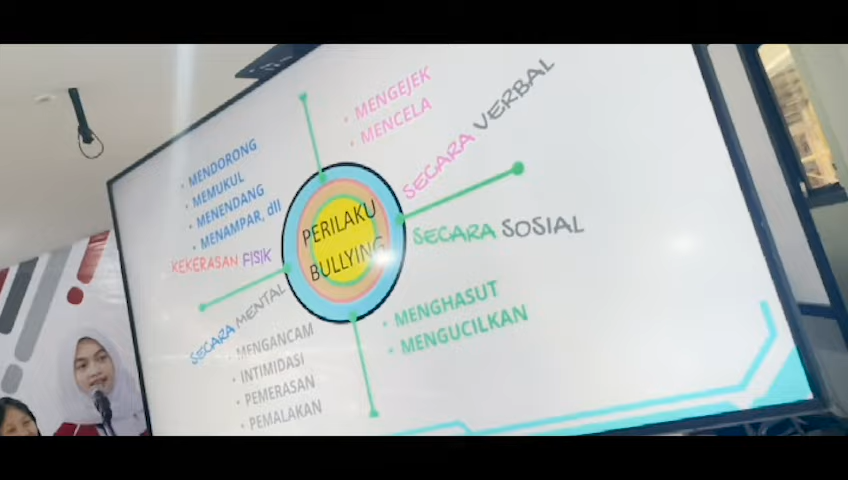 PERILAKU
BULLYING
• MENDORONG
• MEMUKUL
• MENENDANG
• MENAMPAR, dll
KEKERASAN FISIK
• MENGEJEK
• MENCELA
SECARA VERBAL
SECARA SOSIAL
• MENGHASUT
• MENGUCILKAN
SECARA MENTAL
• MENGANCAM
• INTIMIDASI
• PEMERASAN
• PEMALAKAN